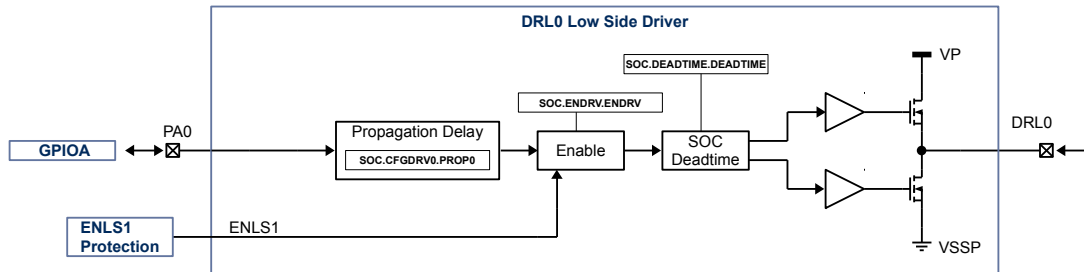 DRL0 Low Side Driver
SOC.DEADTIME.DEADTIME
VP
SOC.ENDRV.ENDRV
PA0
Propagation Delay
DRL0
GPIOA
SOC.CFGDRV0.PROP0
Enable
SOC
Deadtime
ENLS1
Protection
ENLS1
VSSP